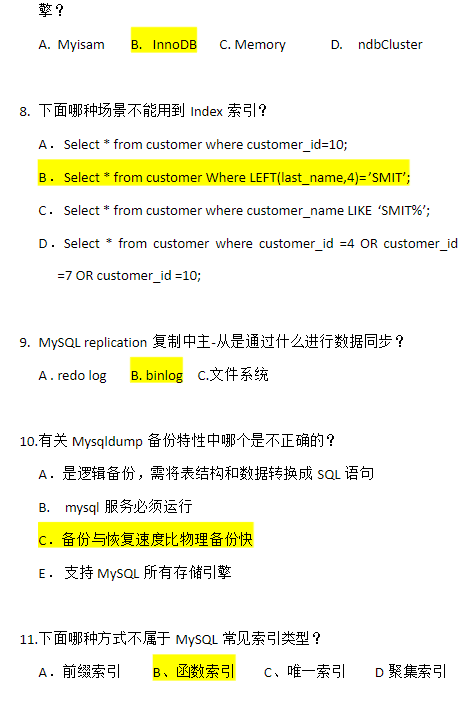 擎？
A. Myisam B. InnoDB C. Memory D. ndbCluster
8. 下面哪种场景不能用到 Index 索引？
A．Select * from customer where customer_id=10;
B．Select * from customer Where LEFT(last_name,4)=’SMIT’;
C．Select * from customer where customer_name LIKE ‘SMIT%’;
D．Select * from customer where customer_id =4 OR customer_id
=7 OR customer_id =10;
9. MySQL replication 复制中主-从是通过什么进行数据同步？
A . redo log B. binlog C.文件系统
10.有关 Mysqldump 备份特性中哪个是不正确的？
A．是逻辑备份，需将表结构和数据转换成 SQL 语句
B. mysql 服务必须运行
C．备份与恢复速度比物理备份快
E．支持 MySQL 所有存储引擎
11.下面哪种方式不属于 MySQL 常见索引类型？
A．前缀索引 B、函数索引 C、唯一索引 D 聚集索引